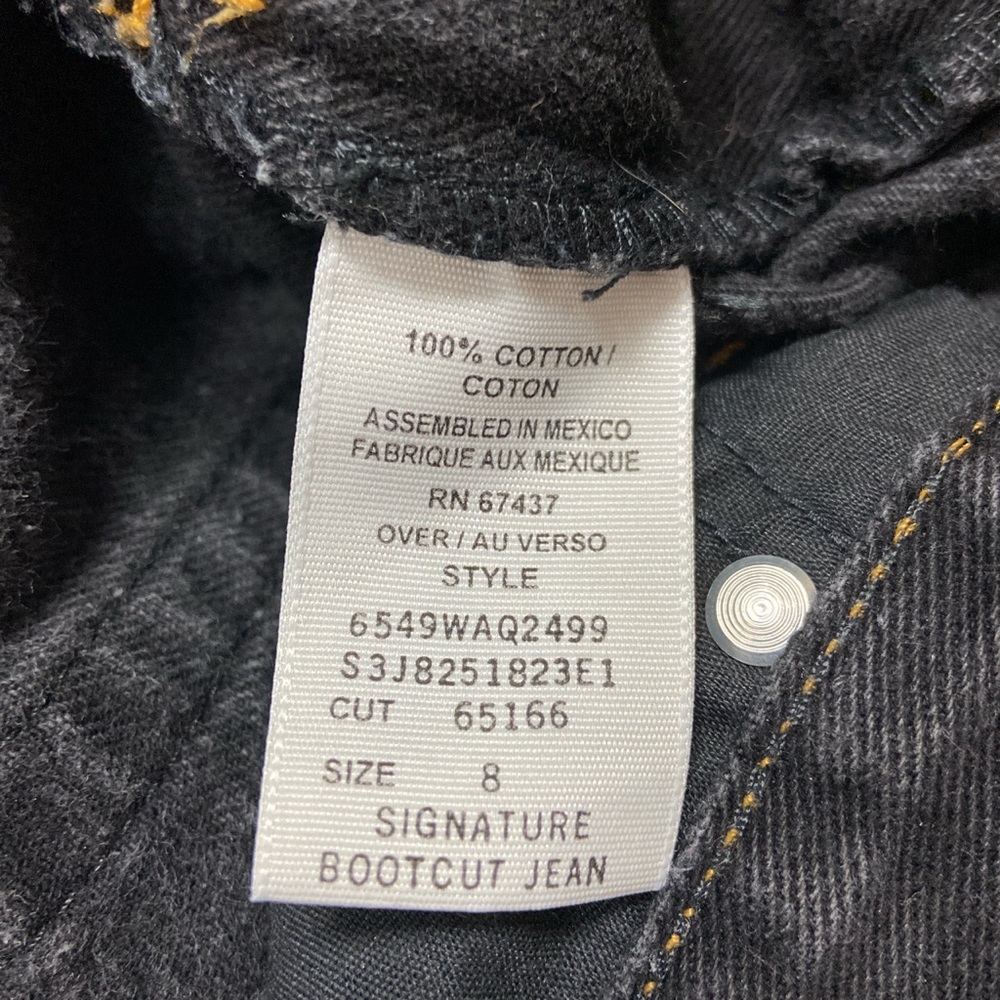 100% COTTON /
COTON
ASSEMBLED IN MEXICO
FABRIQUE AUX MEXIQUE
RN 67437
OVER / AU VERSO
STYLE
6549WAQ2499
S3J8251823E1
CUT 65166
SIZE 8
SIGNATURE
BOOTCUT JEAN